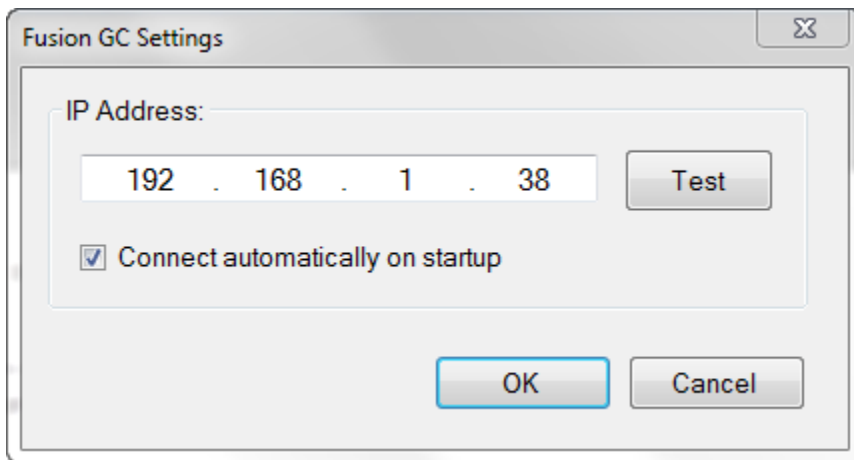 Fusion GC Settings
IP Address:
192 . 168 . 1 . 38
Test
Connect automatically on startup
OK
Cancel